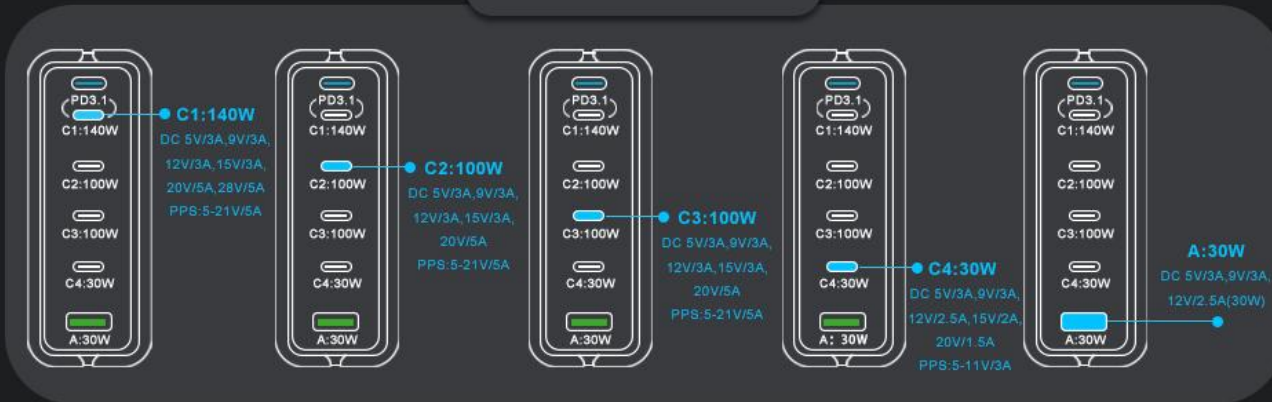 PD3.1
C1:140W
C2:100W
C3:100W
C4:30W
A:30W
C1:140W
DC 5V/3A,9V/3A,
12V/3A,15V/3A,
20V/5A,28V/5A
PPS:5-21V/5A
PD3.1
C1:140W
C2:100W
C3:100W
C4:30W
A:30W
C2:100W
DC 5V/3A,9V/3A,
12V/3A,15V/3A,
20V/5A
PPS:5-21V/5A
PD3.1
C1:140W
C2:100W
C3:100W
C4:30W
A:30W
C3:100W
DC 5V/3A,9V/3A,
12V/3A,15V/3A,
20V/5A
PPS:5-21V/5A
PD3.1
C1:140W
C2:100W
C3:100W
C4:30W
A: 30W
C4:30W
DC 5V/3A,9V/3A,
12V/2.5A,15V/2A,
20V/1.5A
PPS:5-11V/3A
PD3.1
C1:140W
C2:100W
C3:100W
C4:30W
A:30W
A:30W
DC 5V/3A,9V/3A,
12V/2.5A(30W)